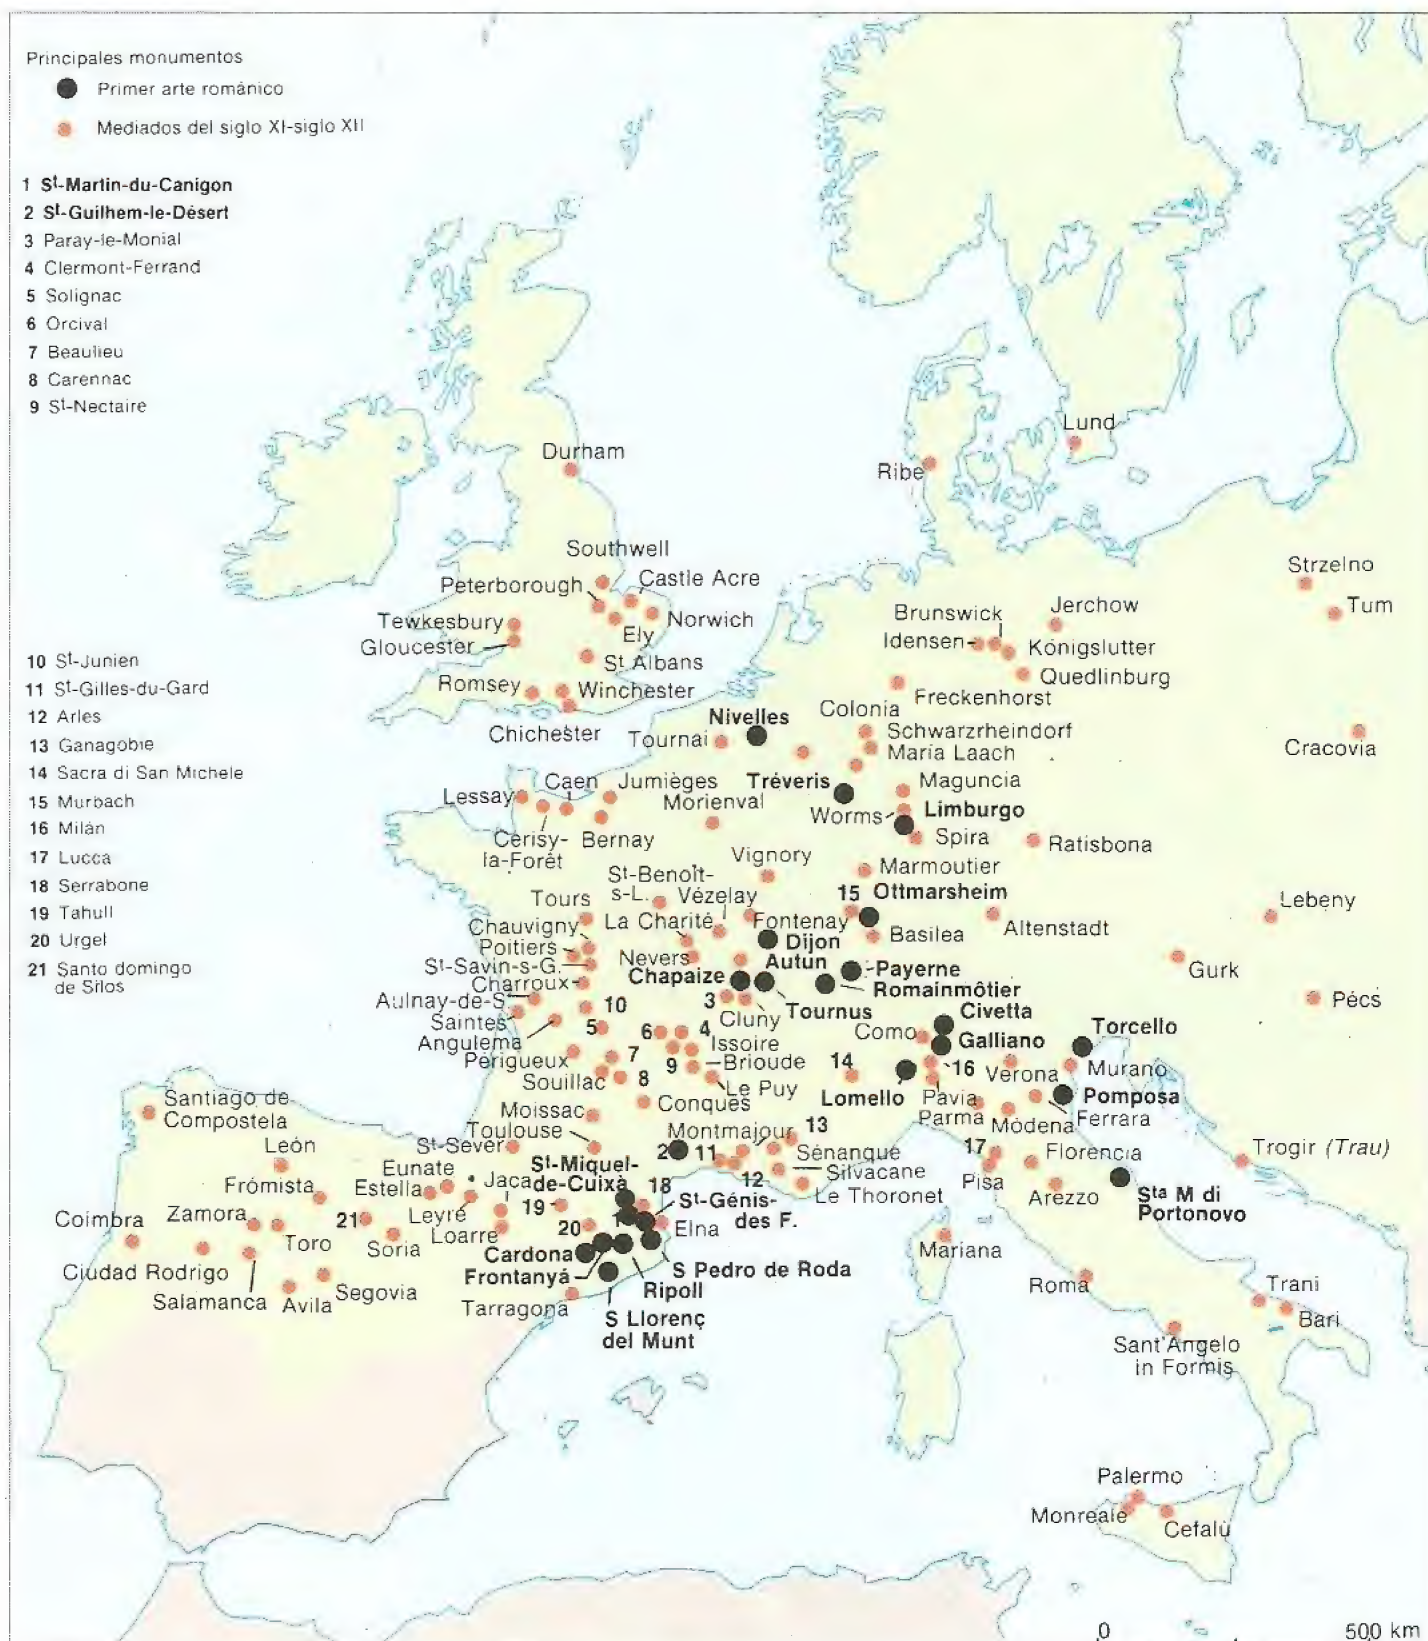 Principales monumentos
Primer arte románico
Mediados del siglo XI-siglo XII
1 St-Martin-du-Canigon
2 St-Guilhem-le-Désert
3 Paray-le-Monial
4 Clermont-Ferrand
5 Solignac
6 Orcival
7 Beaulieu
8 Carennac
9 St-Nectaire
10 St-Junien
11 St-Gilles-du-Gard
12 Arles
13 Ganagobie
14 Sacra di San Michele
15 Murbach
16 Milán
17 Lucca
18 Serrabone
19 Tahull
20 Urgel
21 Santo domingo
de Silos
Lund
Durham
Ribe
Southwell
Strzelno
Peterborough
Castle Acre
Brunswick
Jerchow
Tum
Tewkesbury
Norwich
Gloucester
Ely
Idensen
Königslutter
St Albans
Quedlinburg
Romsey
Winchester
Freckenhorst
Colonia
Nivelles
Chichester
Tournai
Schwarzrheindorf
María Laach
Cracovia
Tréveris
Maguncia
Lessay
Caen
Jumièges
Morienval
Worms
Limburgo
Cerisy-
la-Forêt
Bernay
Spira
Ratisbona
Vignory
Marmoutier
St-Benoît-
s-L.
Vézelay
15
Ottmarsheim
Tours
Lebeny
Chauvigny
La Charité
Fontenay
Altenstadt
Basilea
Poitiers
Dijon
St-Savin-s-G.
Nevers
Autun
Payerne
Gurk
Charroux
Chapaize
Romainmôtier
Aulnay-de-S.
10
3
Cluny
Tournus
Civetta
Pécs
Saintes
Angulema
5
6
4
Issoire
Como
Galliano
Torcello
Périgueux
7
9
Brioude
14
16
Verona
Murano
Souillac
8
Le Puy
Lomello
Pavia
Pomposa
Conques
Parma
Módena
Ferrara
Santiago de
Compostela
Moissac
Toulouse
Montmajour
13
León
St-Sever
2
11
Sénanque
17
Florencia
Trogir (Trau)
Eunate
St-Miquel-
de-Cuixà
12
Silvacane
Pisa
Frómista
Estella
Jaca
18
Le Thoronet
Arezzo
Sta M di
Portonovo
Coimbra
Zamora
21
Leyre
19
1
St-Génis-
des F.
Toro
Soria
Loarre
20
Elna
Mariana
Ciudad Rodrigo
Cardona
Frontanyá
S Pedro de Roda
Salamanca
Avila
Segovia
Ripoll
Roma
Trani
Tarragona
S Llorenç
del Munt
Bari
Sant'Angelo
in Formis
Palermo
Monreale
Cefalù
0
500 km